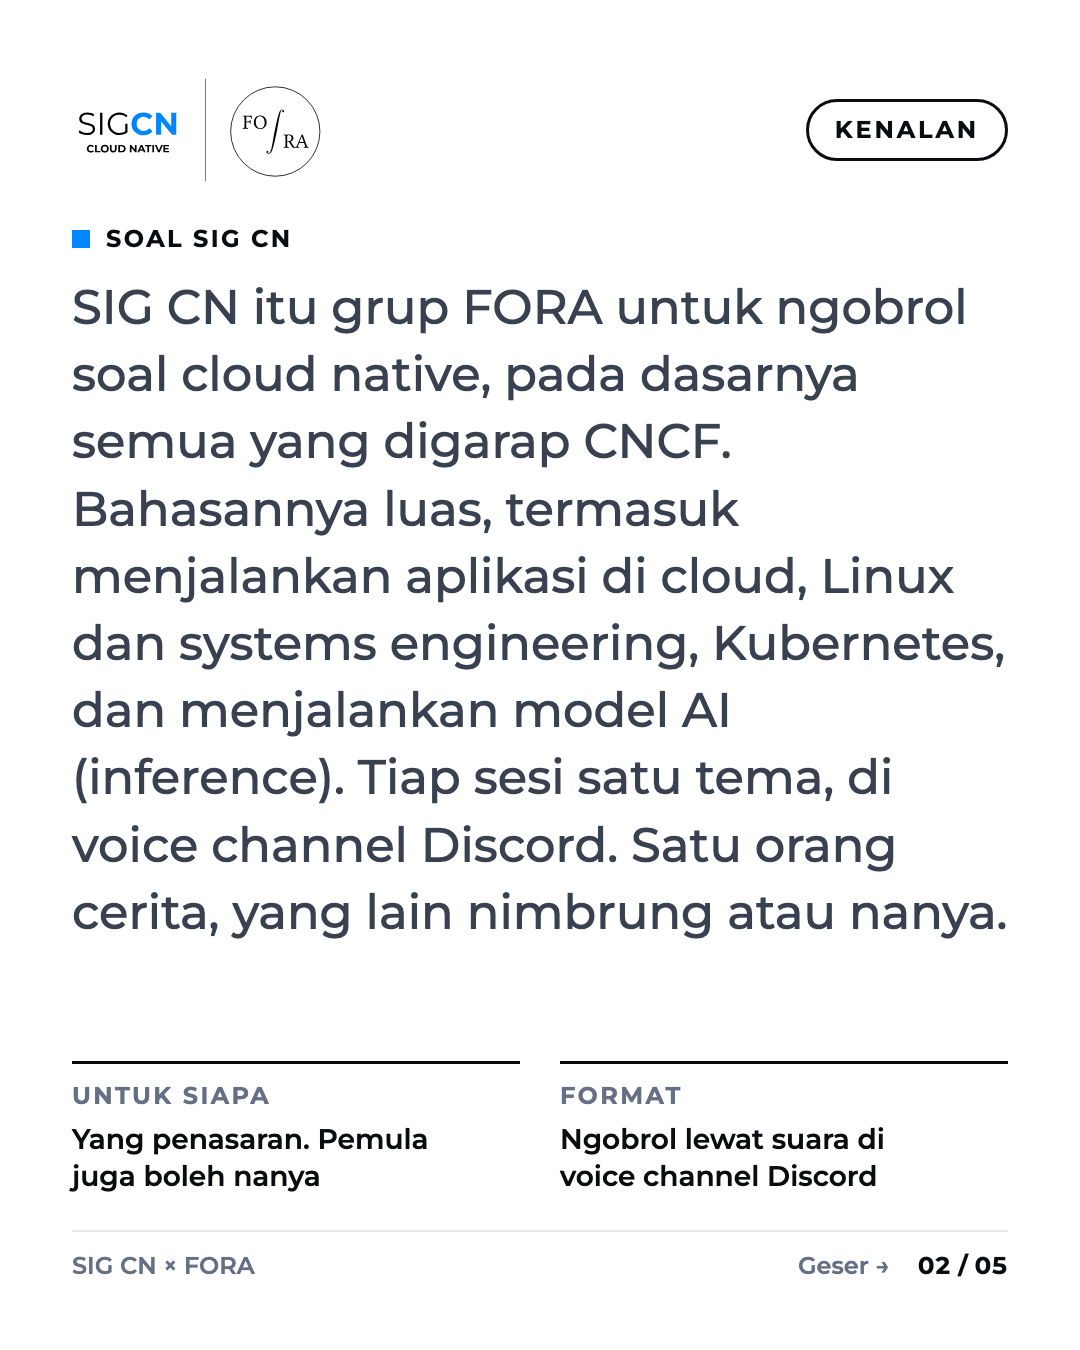 SIGCN
CLOUD NATIVE
FO
RA
KENALAN
SOAL SIG CN
SIG CN itu grup FORA untuk ngobrol
soal cloud native, pada dasarnya
semua yang digarap CNCF.
Bahasannya luas, termasuk
menjalankan aplikasi di cloud, Linux
dan systems engineering, Kubernetes,
dan menjalankan model AI
(inference). Tiap sesi satu tema, di
voice channel Discord. Satu orang
cerita, yang lain nimbrung atau nanya.
UNTUK SIAPA
Yang penasaran. Pemula
juga boleh nanya
FORMAT
Ngobrol lewat suara di
voice channel Discord
SIG CN × FORA
Geser → 02 / 05